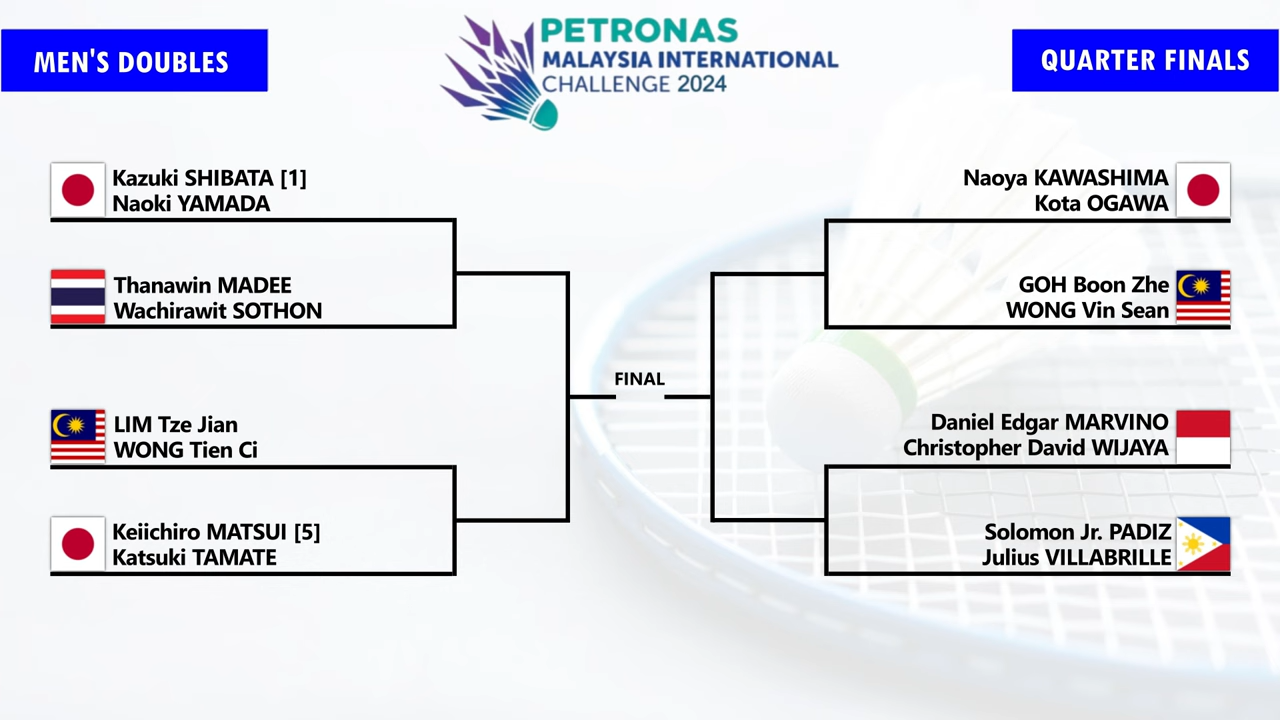 MEN'S DOUBLES
PETRONAS
MALAYSIA INTERNATIONAL
CHALLENGE 2024
QUARTER FINALS
Kazuki SHIBATA [1]
Naoki YAMADA
Thanawin MADEE
Wachirawit SOTHON
LIM Tze Jian
WONG Tien Ci
Keiichiro MATSUI [5]
Katsuki TAMATE
FINAL
Naoya KAWASHIMA
Kota OGAWA
GOH Boon Zhe
WONG Vin Sean
Daniel Edgar MARVINO
Christopher David WIJAYA
Solomon Jr. PADIZ
Julius VILLABRILLE